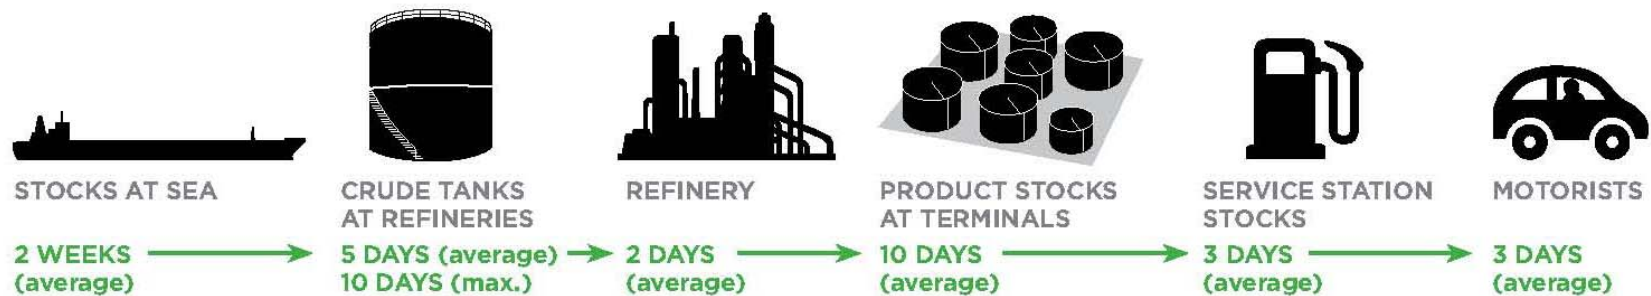 STOCKS AT SEA
2 WEEKS
(average)
CRUDE TANKS
AT REFINERIES
5 DAYS (average)
10 DAYS (max.)
REFINERY
2 DAYS
(average)
PRODUCT STOCKS
AT TERMINALS
10 DAYS
(average)
SERVICE STATION
STOCKS
3 DAYS
(average)
MOTORISTS
3 DAYS
(average)